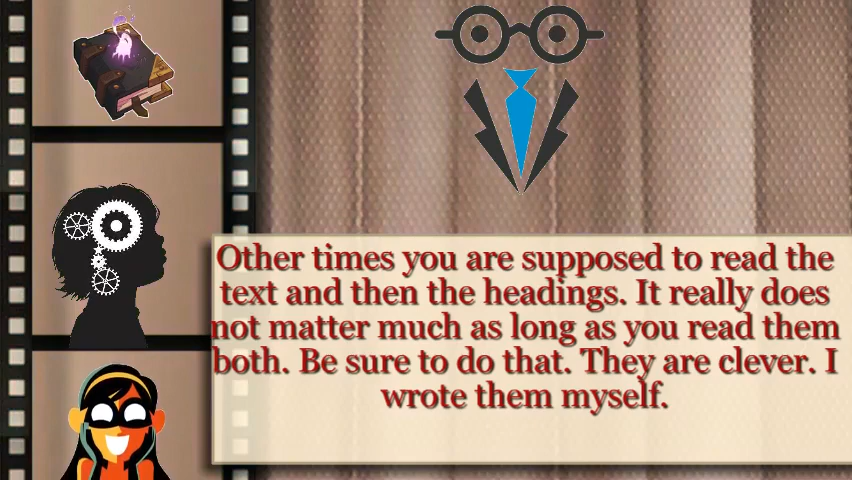 Other times you are supposed to read the
text and then the headings. It really does
not matter much as long as you read them
both. Be sure to do that. They are clever. I
wrote them myself.